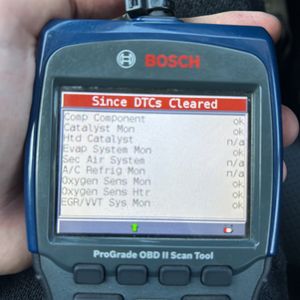 BOSCH
Since DTCs Cleared
Comp Component ok
Catalyst Mon ok
Htd Catalyst n/a
Evap System Mon ok
Sec Air System n/a
A/C Refrig Mon n/a
Oxygen Sens Mon ok
Oxygen Sens Htr ok
EGR/VVT Sys Mon ok
ProGrade OBD II Scan Tool